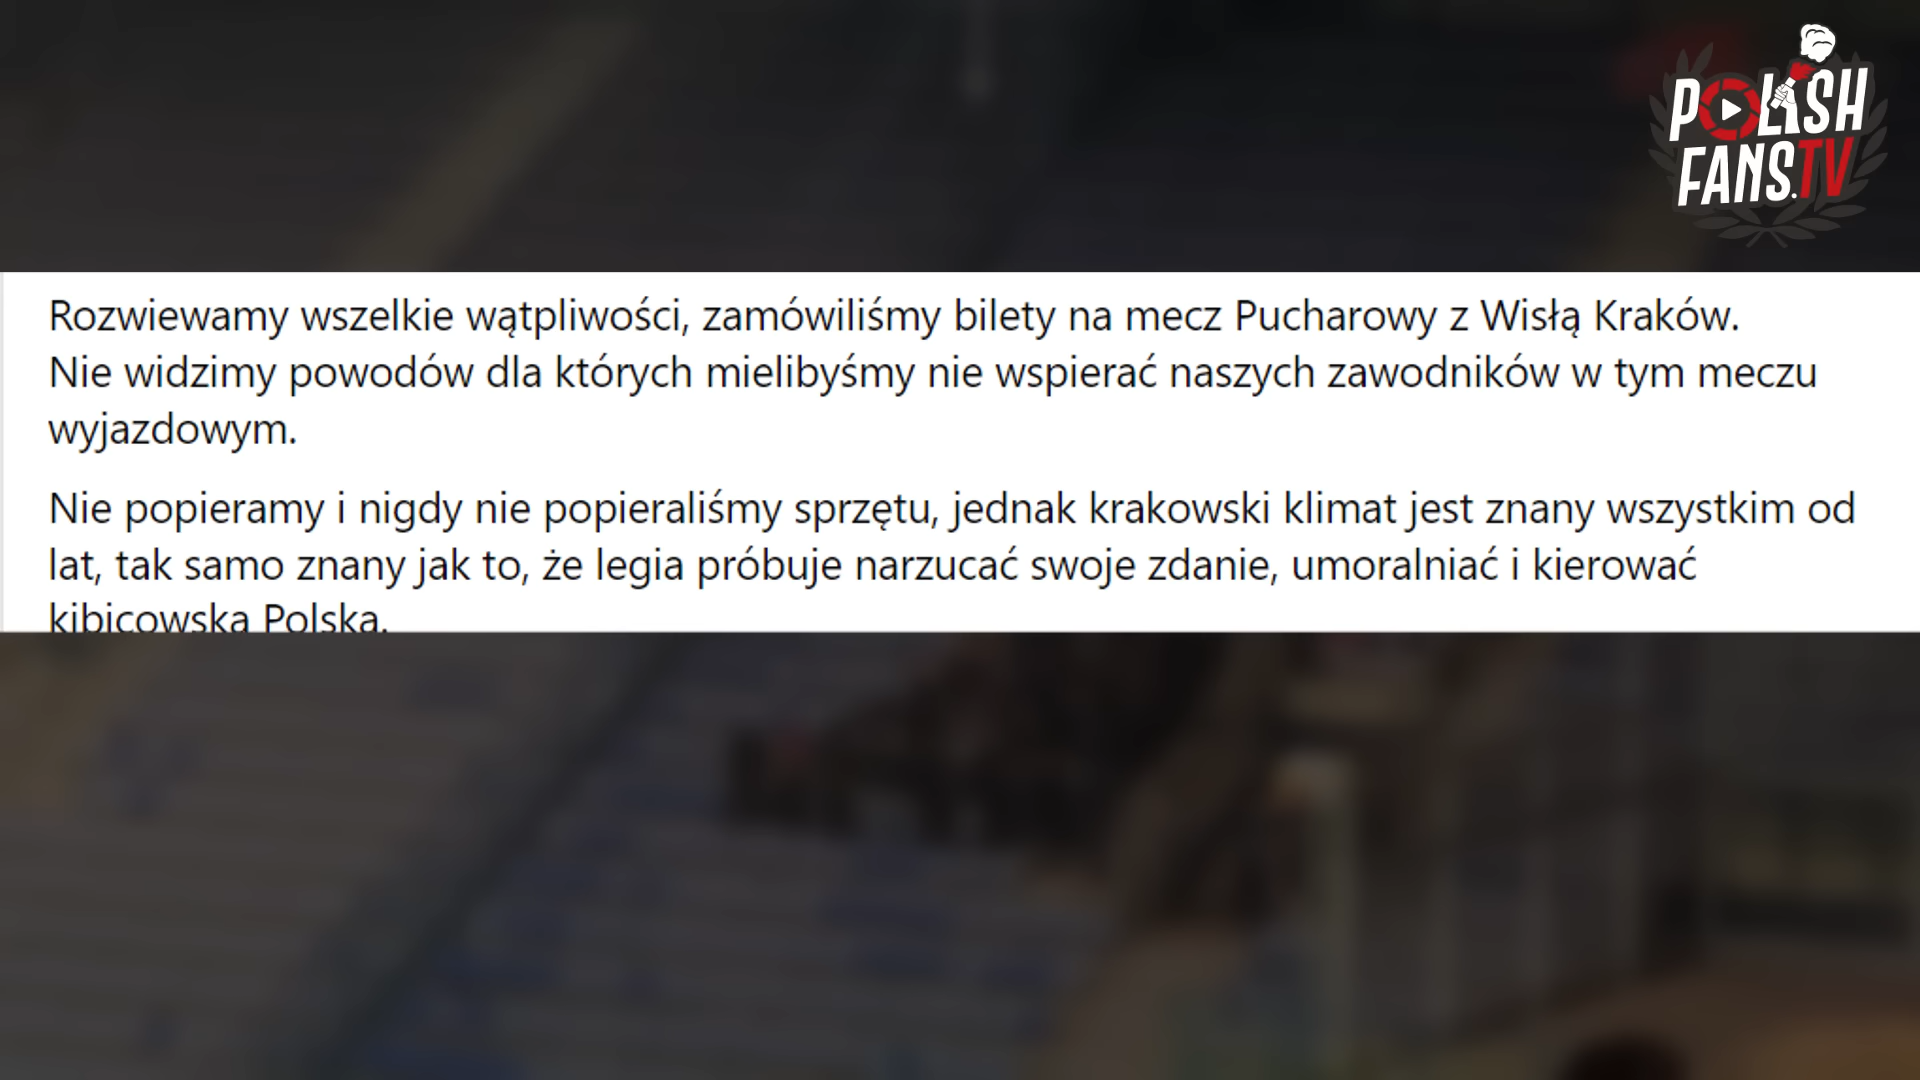 POLISH
FANS.TV
Rozwiewamy wszelkie wątpliwości, zamówiliśmy bilety na mecz Pucharowy z Wisłą Kraków.
Nie widzimy powodów dla których mielibyśmy nie wspierać naszych zawodników w tym meczu
wyjazdowym.
Nie popieramy i nigdy nie popieraliśmy sprzętu, jednak krakowski klimat jest znany wszystkim od
lat, tak samo znany jak to, że legia próbuje narzucać swoje zdanie, umoralniać i kierować
kibicowska Polska.